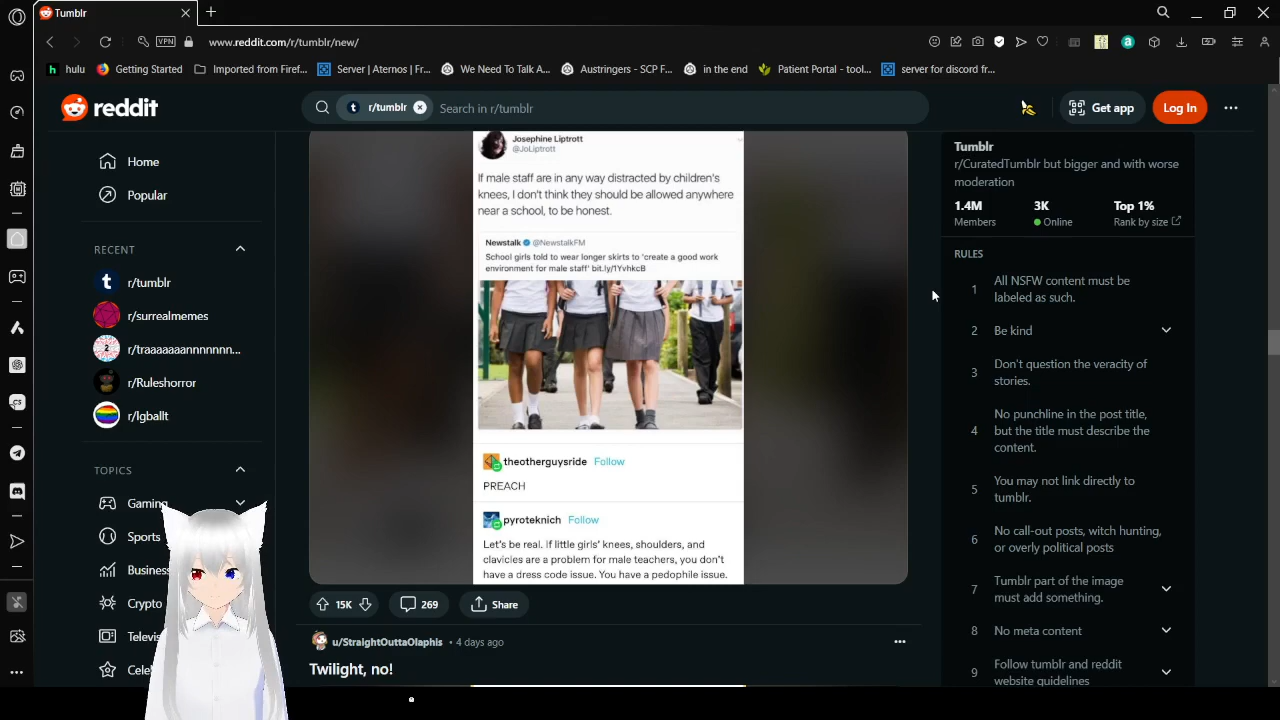 Tumblr
VPN
www.reddit.com/r/tumblr/new/
hulu
Getting Started
Imported from Firef...
Server | Aternos | Fr...
We Need To Talk A...
Austringers - SCP F...
in the end
Patient Portal - tool...
server for discord fr...
reddit
r/tumblr
Search in r/tumblr
Get app
Log In
Home
Popular
RECENT
r/tumblr
r/surrealmemes
r/traaaaaaannnnnnn...
r/Ruleshorror
r/lgballt
TOPICS
Gaming
Sports
Business
Crypto
Televis
Celeb
Josephine Liptrott
@JoLiptrott
If male staff are in any way distracted by children's
knees, I don't think they should be allowed anywhere
near a school, to be honest.
Newstalk @NewstalkFM
School girls told to wear longer skirts to 'create a good work
environment for male staff' bit.ly/1YvhkcB
theotherguysride Follow
PREACH
pyroteknich Follow
Let's be real. If little girls' knees, shoulders, and
clavicies are a problem for male teachers, you don't
have a dress code issue. You have a pedophile issue.
15K
269
Share
u/StraightOuttaOlaphis • 4 days ago
Twilight, no!
Tumblr
r/CuratedTumblr but bigger and with worse
moderation
1.4M
Members
3K
Online
Top 1%
Rank by size
RULES
1 All NSFW content must be
labeled as such.
2 Be kind
3 Don't question the veracity of
stories.
4 No punchline in the post title,
but the title must describe the
content.
5 You may not link directly to
tumblr.
6 No call-out posts, witch hunting,
or overly political posts
7 Tumblr part of the image
must add something.
8 No meta content
9 Follow tumblr and reddit
website guidelines